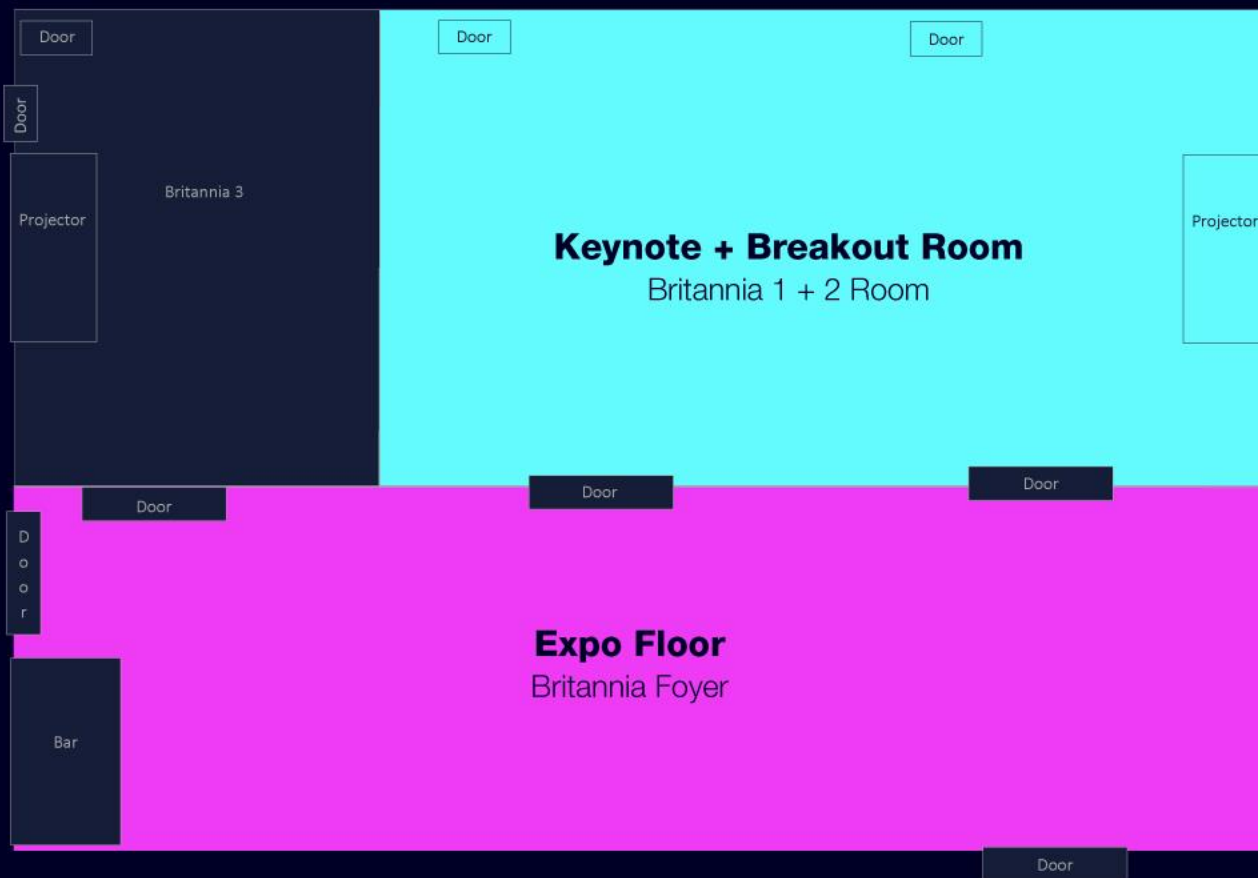 Door
Door
Door
Door
Britannia 3
Projector
Projector
Keynote + Breakout Room
Britannia 1 + 2 Room
Door
Door
Door
Door
Expo Floor
Britannia Foyer
Bar
Door